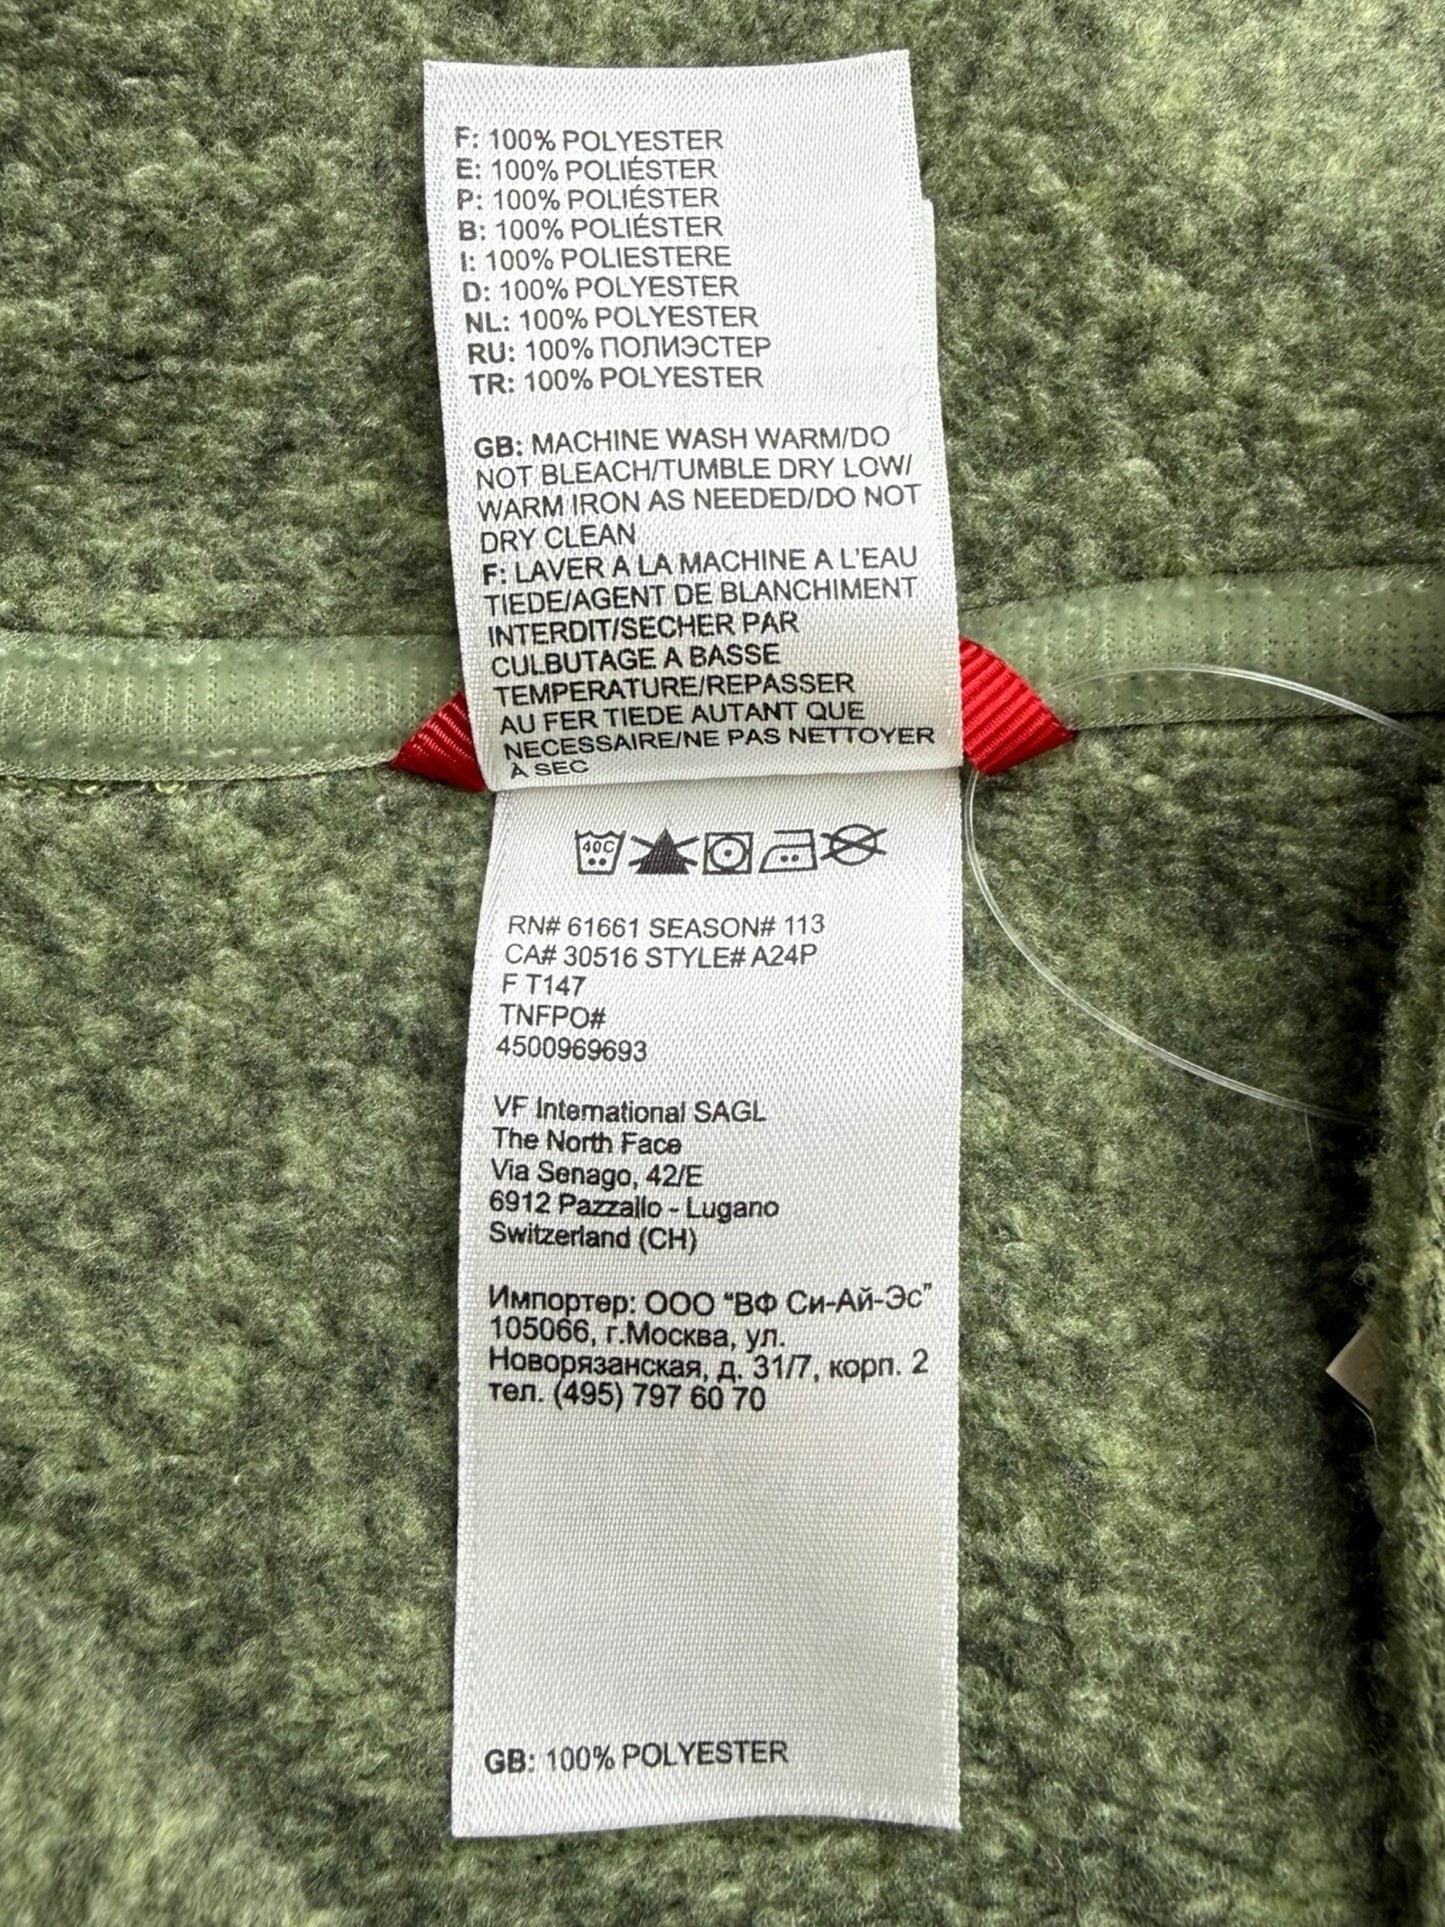 F: 100% POLYESTER
E: 100% POLIÉSTER
P: 100% POLIÉSTER
B: 100% POLIÉSTER
I: 100% POLIESTERE
D: 100% POLYESTER
NL: 100% POLYESTER
RU: 100% ПОЛИЭСТЕР
TR: 100% POLYESTER
GB: MACHINE WASH WARM/DO
NOT BLEACH/TUMBLE DRY LOW/
WARM IRON AS NEEDED/DO NOT
DRY CLEAN
F: LAVER A LA MACHINE A L'EAU
TIEDE/AGENT DE BLANCHIMENT
INTERDIT/SECHER PAR
CULBUTAGE A BASSE
TEMPERATURE/REPASSER
AU FER TIEDE AUTANT QUE
NECESSAIRE/NE PAS NETTOYER
À SEC
40C
RN# 61661 SEASON# 113
CA# 30516 STYLE# A24P
F T147
TNFPO#
4500969693
VF International SAGL
The North Face
Via Senago, 42/E
6912 Pazzallo - Lugano
Switzerland (CH)
Импортер: ООО "ВФ Си-Ай-Эс"
105066, г.Москва, ул.
Новорязанская, д. 31/7, корп. 2
тел. (495) 797 60 70
GB: 100% POLYESTER